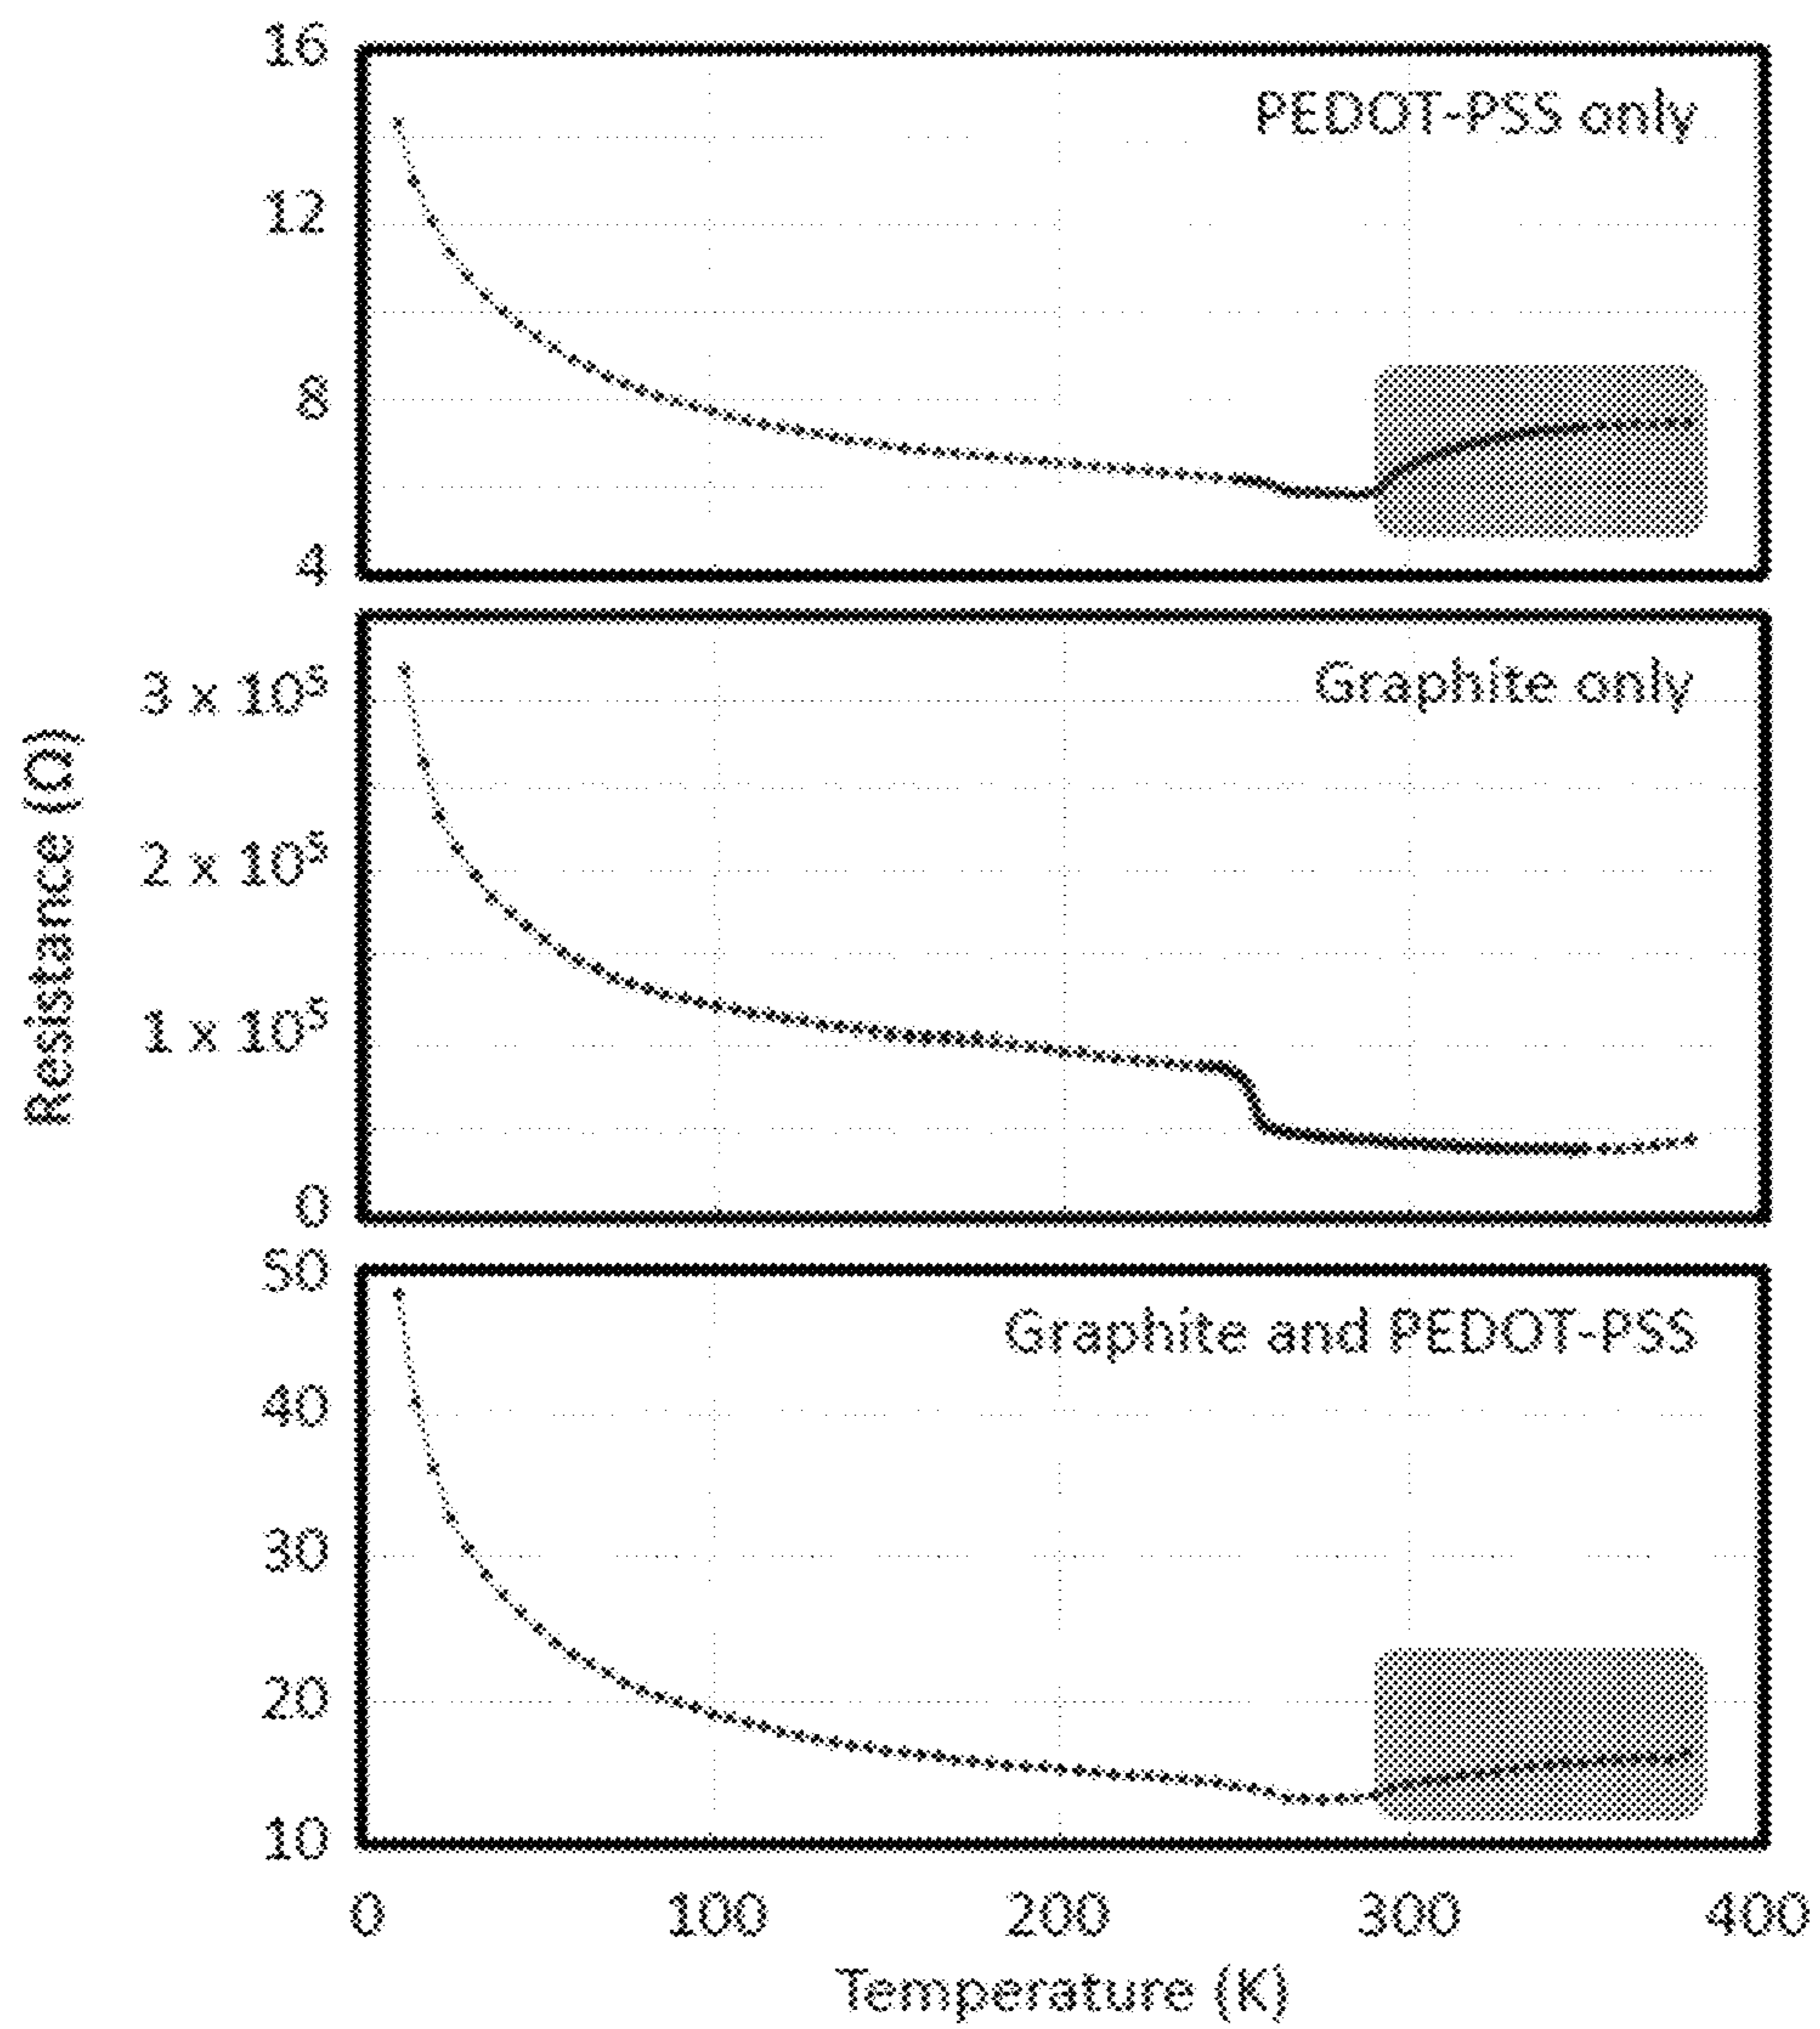 16
PEDOT-PSS only
12
8
4
Graphite only
3 x 10⁵
2 x 10⁵
1 x 10⁵
0
Resistance (Ω)
50
Graphite and PEDOT-PSS
40
30
20
10
0 100 200 300 400
Temperature (K)